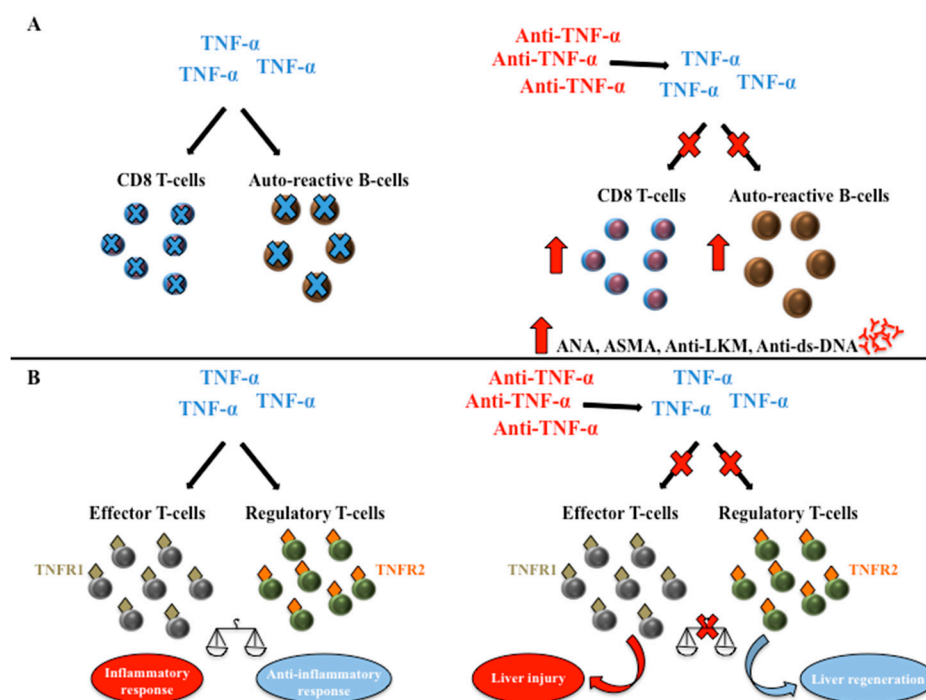 A
TNF-α
TNF-α
TNF-α
CD8 T-cells
Auto-reactive B-cells
Anti-TNF-α
Anti-TNF-α
Anti-TNF-α
TNF-α
TNF-α
TNF-α
CD8 T-cells
Auto-reactive B-cells
ANA, ASMA, Anti-LKM, Anti-ds-DNA
B
TNF-α
TNF-α
TNF-α
Effector T-cells
Regulatory T-cells
TNFR1
TNFR2
Inflammatory
response
Anti-inflammatory
response
Anti-TNF-α
Anti-TNF-α
Anti-TNF-α
TNF-α
TNF-α
TNF-α
Effector T-cells
Regulatory T-cells
TNFR1
TNFR2
Liver injury
Liver regeneration